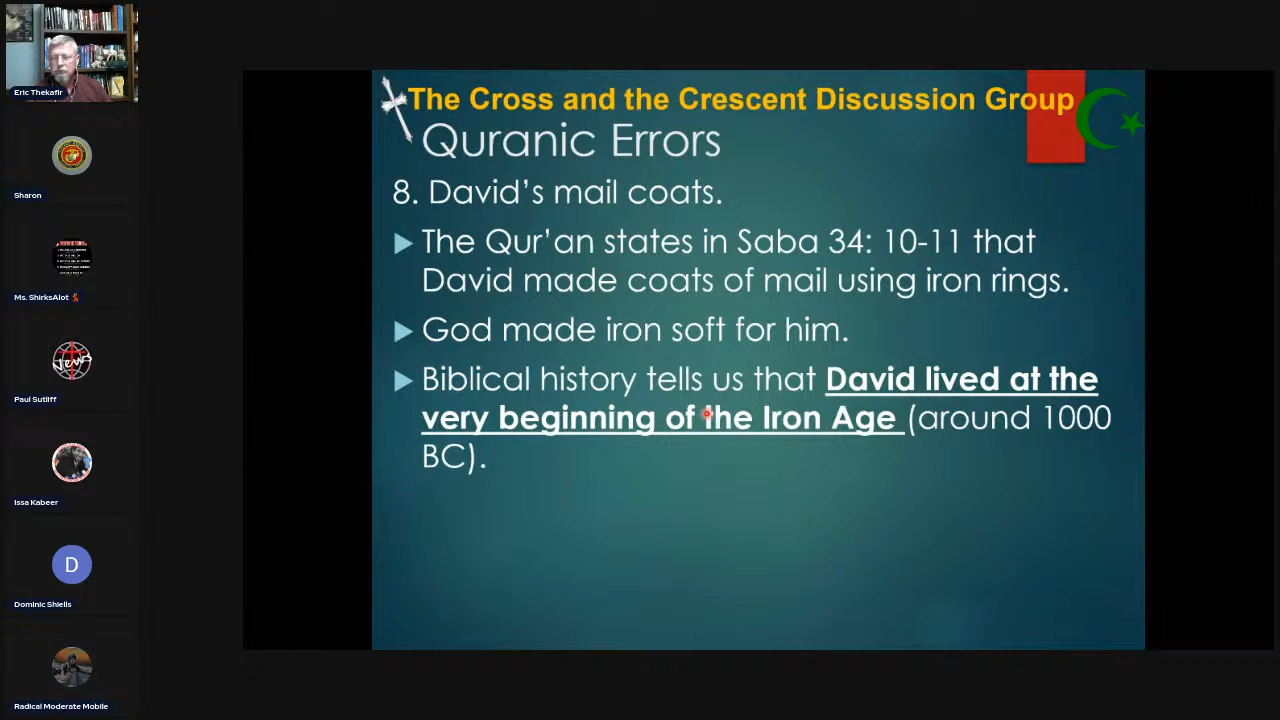 The Cross and the Crescent Discussion Group
Quranic Errors
8. David's mail coats.
The Qur'an states in Saba 34: 10-11 that
David made coats of mail using iron rings.
God made iron soft for him.
Biblical history tells us that David lived at the
very beginning of the Iron Age (around 1000
BC).
Eric Thekafir
Sharon
Ms. ShirksAlot
Paul Sutliff
News
Issa Kabeer
D
Dominic Shiells
Radical Moderate Mobile